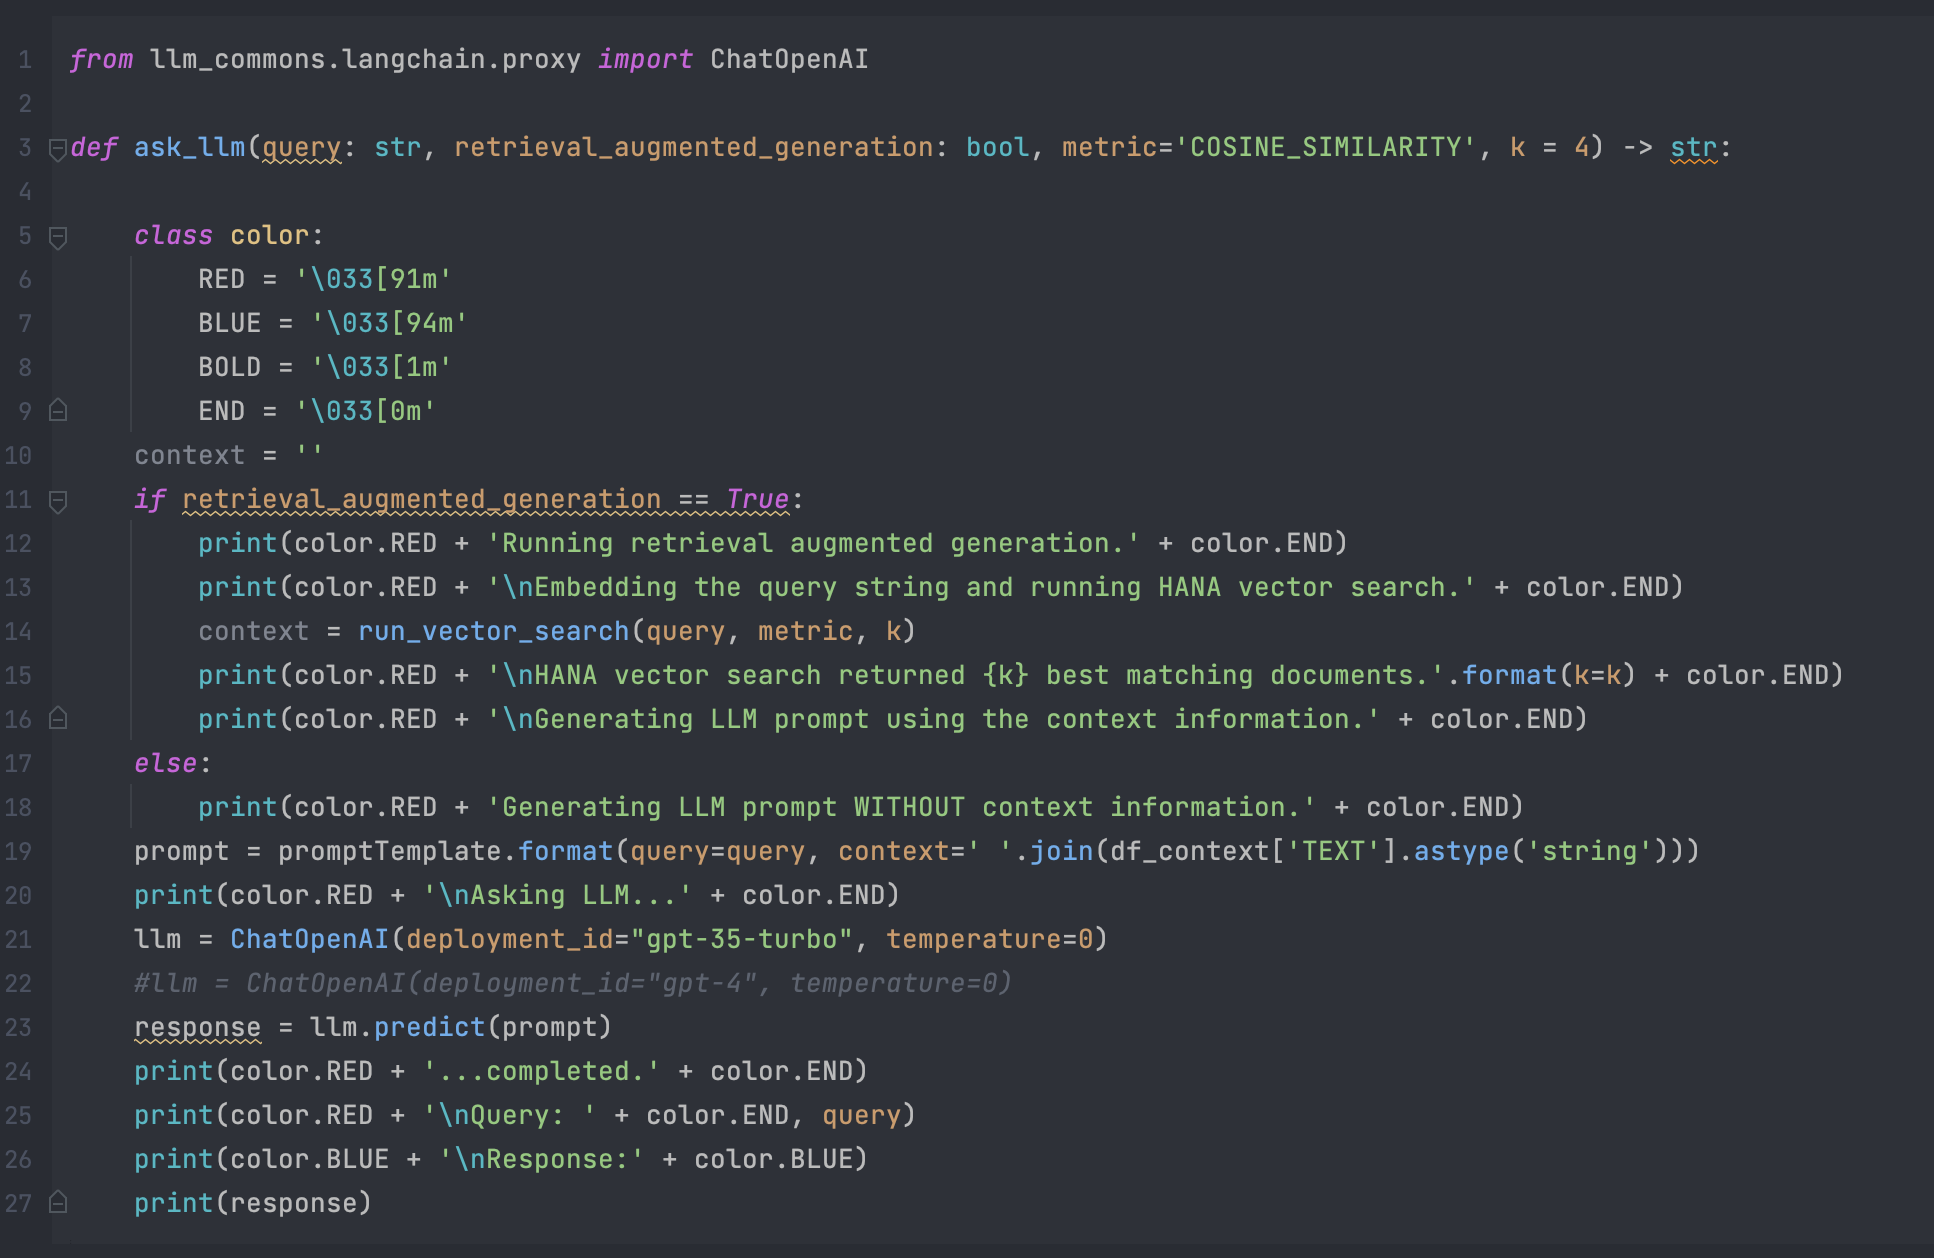 1 from llm_commons.langchain.proxy import ChatOpenAI
2
3 def ask_llm(query: str, retrieval_augmented_generation: bool, metric='COSINE_SIMILARITY', k = 4) -> str:
4
5     class color:
6         RED = '\033[91m'
7         BLUE = '\033[94m'
8         BOLD = '\033[1m'
9         END = '\033[0m'
10     context = ''
11     if retrieval_augmented_generation == True:
12         print(color.RED + 'Running retrieval augmented generation.' + color.END)
13         print(color.RED + '\nEmbedding the query string and running HANA vector search.' + color.END)
14         context = run_vector_search(query, metric, k)
15         print(color.RED + '\nHANA vector search returned {k} best matching documents.'.format(k=k) + color.END)
16         print(color.RED + '\nGenerating LLM prompt using the context information.' + color.END)
17     else:
18         print(color.RED + 'Generating LLM prompt WITHOUT context information.' + color.END)
19     prompt = promptTemplate.format(query=query, context=' '.join(df_context['TEXT'].astype('string')))
20     print(color.RED + '\nAsking LLM...' + color.END)
21     llm = ChatOpenAI(deployment_id="gpt-35-turbo", temperature=0)
22     #llm = ChatOpenAI(deployment_id="gpt-4", temperature=0)
23     response = llm.predict(prompt)
24     print(color.RED + '...completed.' + color.END)
25     print(color.RED + '\nQuery: ' + color.END, query)
26     print(color.BLUE + '\nResponse:' + color.BLUE)
27     print(response)